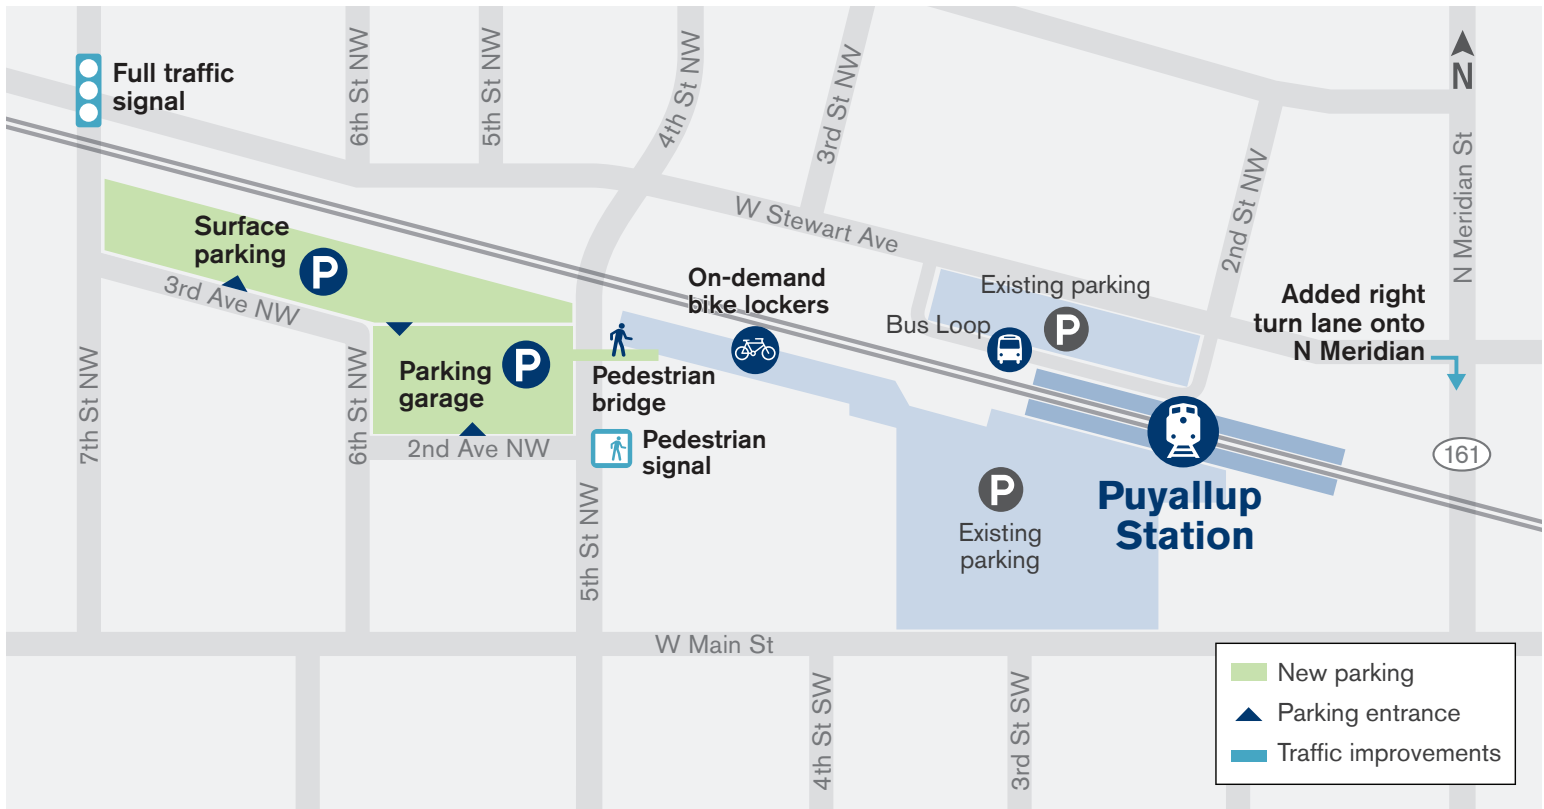 Full traffic
signal
6th St NW
5th St NW
4th St NW
3rd St NW
N
N Meridian St
2nd St NW
W Stewart Ave
Surface
parking
P
3rd Ave NW
On-demand
bike lockers
Existing parking
P
Bus Loop
Added right
turn lane onto
N Meridian
Parking
garage
P
Pedestrian
bridge
7th St NW
6th St NW
2nd Ave NW
Pedestrian
signal
161
P
Existing
parking
Puyallup
Station
5th St NW
W Main St
4th St SW
3rd St SW
New parking
Parking entrance
Traffic improvements